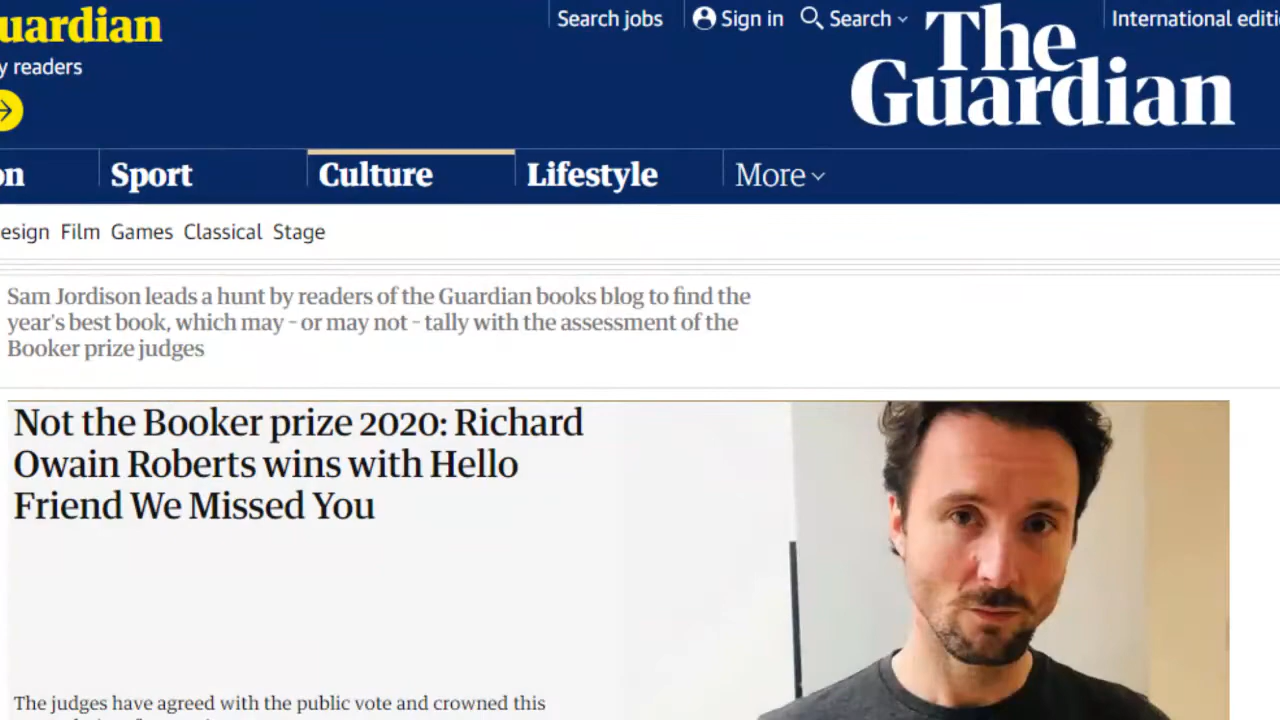 uardian
y readers
Search jobs
Sign in
Search
International editi
The
Guardian
on
Sport
Culture
Lifestyle
More
esign Film Games Classical Stage
Sam Jordison leads a hunt by readers of the Guardian books blog to find the
year's best book, which may – or may not – tally with the assessment of the
Booker prize judges
Not the Booker prize 2020: Richard
Owain Roberts wins with Hello
Friend We Missed You
The judges have agreed with the public vote and crowned this